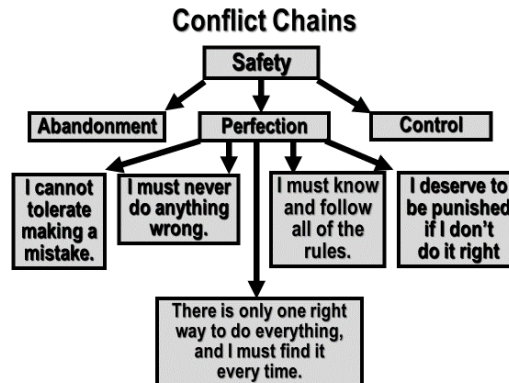 Conflict Chains
Safety
Abandonment
Perfection
Control
I cannot
tolerate
making a
mistake.
I must never
do anything
wrong.
I must know
and follow
all of the
rules.
I deserve to
be punished
if I don't
do it right
There is only one right
way to do everything,
and I must find it
every time.